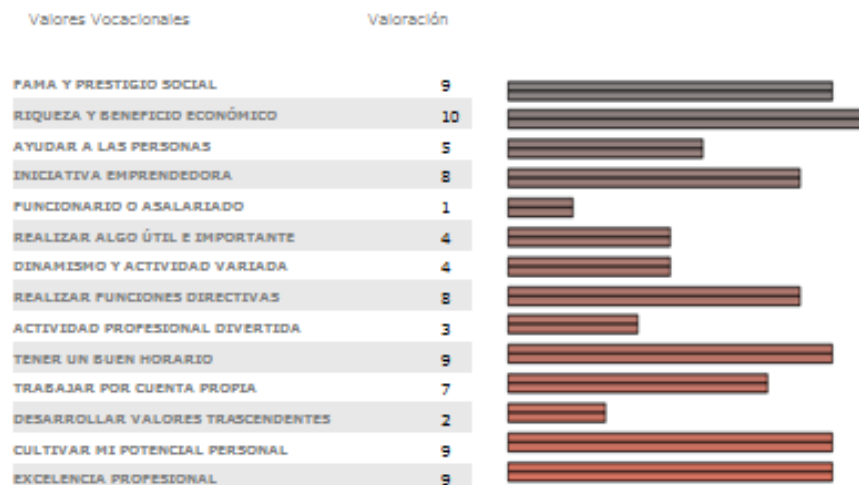 Valores Vocacionales Valoración
FAMA Y PRESTIGIO SOCIAL 9
RIQUEZA Y BENEFICIO ECONÓMICO 10
AYUDAR A LAS PERSONAS 5
INICIATIVA EMPRENDEDORA 8
FUNCIONARIO O ASALARIADO 1
REALIZAR ALGO ÚTIL E IMPORTANTE 4
DINAMISMO Y ACTIVIDAD VARIADA 4
REALIZAR FUNCIONES DIRECTIVAS 8
ACTIVIDAD PROFESIONAL DIVERTIDA 3
TENER UN BUEN HORARIO 9
TRABAJAR POR CUENTA PROPIA 7
DESARROLLAR VALORES TRASCENDENTES 2
CULTIVAR MI POTENCIAL PERSONAL 9
EXCELENCIA PROFESIONAL 9